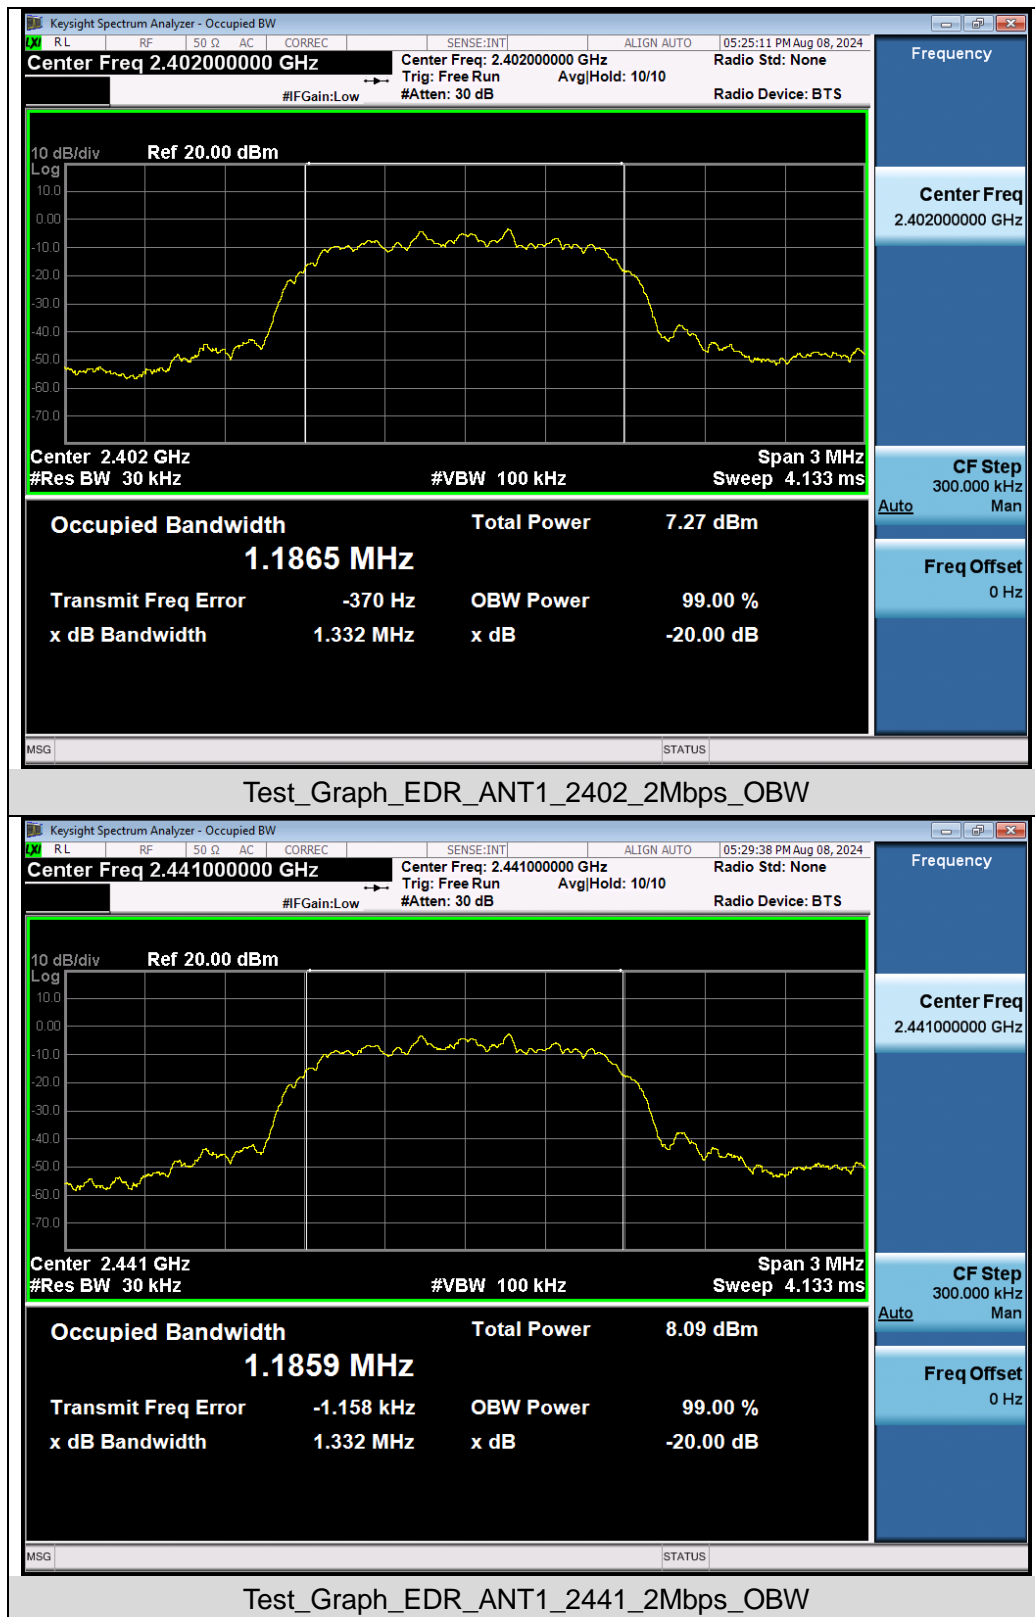 Keysight Spectrum Analyzer - Occupied BW
LXI RL RF 50 Ω AC CORREC SENSE:INT ALIGN AUTO 05:25:11 PM Aug 08, 2024
Center Freq 2.402000000 GHz Center Freq: 2.402000000 GHz Radio Std: None Frequency
Trig: Free Run Avg|Hold: 10/10
#IFGain:Low #Atten: 30 dB Radio Device: BTS
10 dB/div Ref 20.00 dBm
Log
10.0
0.00
-10.0
-20.0
-30.0
-40.0
-50.0
-60.0
-70.0
Center Freq
2.402000000 GHz
Center 2.402 GHz Span 3 MHz
#Res BW 30 kHz #VBW 100 kHz Sweep 4.133 ms
CF Step
300.000 kHz
Auto Man
Occupied Bandwidth Total Power 7.27 dBm
1.1865 MHz
Transmit Freq Error -370 Hz OBW Power 99.00 %
x dB Bandwidth 1.332 MHz x dB -20.00 dB
Freq Offset
0 Hz
MSG STATUS
Test_Graph_EDR_ANT1_2402_2Mbps_OBW
Keysight Spectrum Analyzer - Occupied BW
LXI RL RF 50 Ω AC CORREC SENSE:INT ALIGN AUTO 05:29:38 PM Aug 08, 2024
Center Freq 2.441000000 GHz Center Freq: 2.441000000 GHz Radio Std: None Frequency
Trig: Free Run Avg|Hold: 10/10
#IFGain:Low #Atten: 30 dB Radio Device: BTS
10 dB/div Ref 20.00 dBm
Log
10.0
0.00
-10.0
-20.0
-30.0
-40.0
-50.0
-60.0
-70.0
Center Freq
2.441000000 GHz
Center 2.441 GHz Span 3 MHz
#Res BW 30 kHz #VBW 100 kHz Sweep 4.133 ms
CF Step
300.000 kHz
Auto Man
Occupied Bandwidth Total Power 8.09 dBm
1.1859 MHz
Transmit Freq Error -1.158 kHz OBW Power 99.00 %
x dB Bandwidth 1.332 MHz x dB -20.00 dB
Freq Offset
0 Hz
MSG STATUS
Test_Graph_EDR_ANT1_2441_2Mbps_OBW